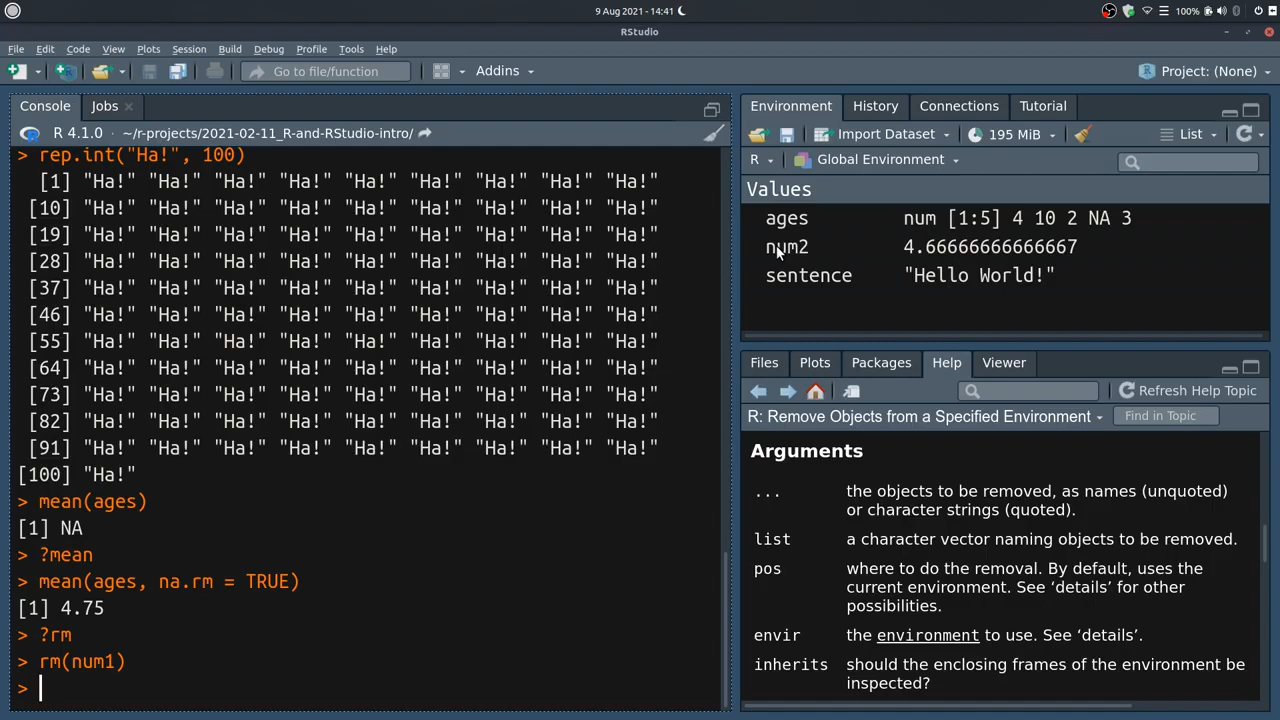 9 Aug 2021 - 14:41
100%
RStudio
File Edit Code View Plots Session Build Debug Profile Tools Help
Go to file/function Addins Project: (None)
Console Jobs
R 4.1.0 · ~/r-projects/2021-02-11_R-and-RStudio-intro/
> rep.int("Ha!", 100)
[1] "Ha!" "Ha!" "Ha!" "Ha!" "Ha!" "Ha!" "Ha!" "Ha!" "Ha!"
[10] "Ha!" "Ha!" "Ha!" "Ha!" "Ha!" "Ha!" "Ha!" "Ha!" "Ha!"
[19] "Ha!" "Ha!" "Ha!" "Ha!" "Ha!" "Ha!" "Ha!" "Ha!" "Ha!"
[28] "Ha!" "Ha!" "Ha!" "Ha!" "Ha!" "Ha!" "Ha!" "Ha!" "Ha!"
[37] "Ha!" "Ha!" "Ha!" "Ha!" "Ha!" "Ha!" "Ha!" "Ha!" "Ha!"
[46] "Ha!" "Ha!" "Ha!" "Ha!" "Ha!" "Ha!" "Ha!" "Ha!" "Ha!"
[55] "Ha!" "Ha!" "Ha!" "Ha!" "Ha!" "Ha!" "Ha!" "Ha!" "Ha!"
[64] "Ha!" "Ha!" "Ha!" "Ha!" "Ha!" "Ha!" "Ha!" "Ha!" "Ha!"
[73] "Ha!" "Ha!" "Ha!" "Ha!" "Ha!" "Ha!" "Ha!" "Ha!" "Ha!"
[82] "Ha!" "Ha!" "Ha!" "Ha!" "Ha!" "Ha!" "Ha!" "Ha!" "Ha!"
[91] "Ha!" "Ha!" "Ha!" "Ha!" "Ha!" "Ha!" "Ha!" "Ha!" "Ha!"
[100] "Ha!"
> mean(ages)
[1] NA
> ?mean
> mean(ages, na.rm = TRUE)
[1] 4.75
> ?rm
> rm(num1)
>
Environment History Connections Tutorial
Import Dataset 195 MiB List
R Global Environment
Values
ages num [1:5] 4 10 2 NA 3
num2 4.66666666666667
sentence "Hello World!"
Files Plots Packages Help Viewer
Refresh Help Topic
R: Remove Objects from a Specified Environment Find in Topic
Arguments
... the objects to be removed, as names (unquoted)
or character strings (quoted).
list a character vector naming objects to be removed.
pos where to do the removal. By default, uses the
current environment. See ‘details’ for other
possibilities.
envir the environment to use. See ‘details’.
inherits should the enclosing frames of the environment be
inspected?